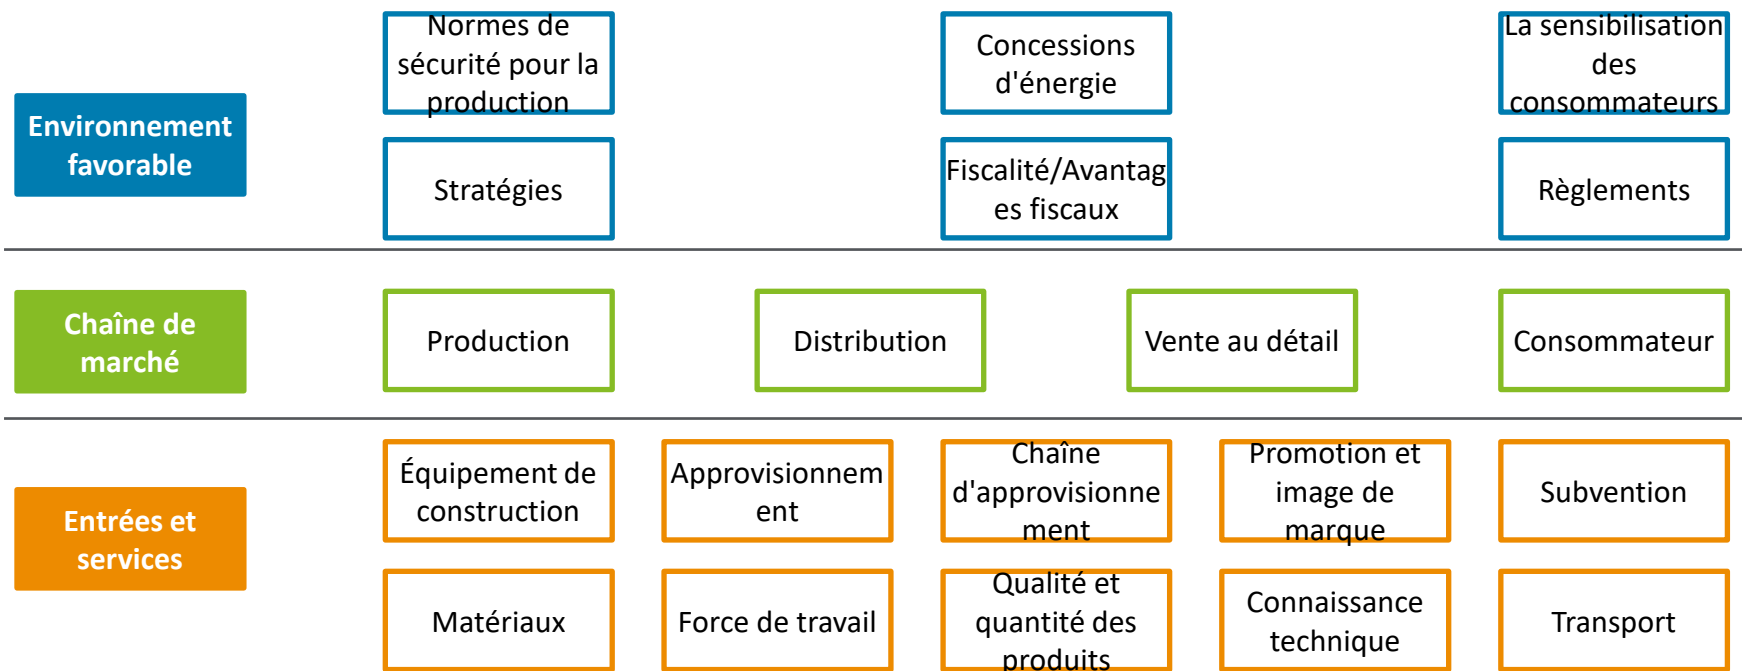 Normes de
sécurité pour la
production
Concessions
d'énergie
La sensibilisation
des
consommateurs
Environnement
favorable
Stratégies
Fiscalité/Avantag
es fiscaux
Règlements
Chaîne de
marché
Production
Distribution
Vente au détail
Consommateur
Entrées et
services
Équipement de
construction
Approvisionnem
ent
Chaîne
d'approvisionne
ment
Promotion et
image de
marque
Subvention
Matériaux
Force de travail
Qualité et
quantité des
produits
Connaissance
technique
Transport